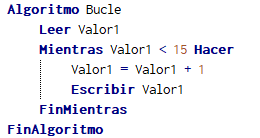 Algoritmo Bucle
Leer Valor1
Mientras Valor1 < 15 Hacer
Valor1 = Valor1 + 1
Escribir Valor1
FinMientras
FinAlgoritmo